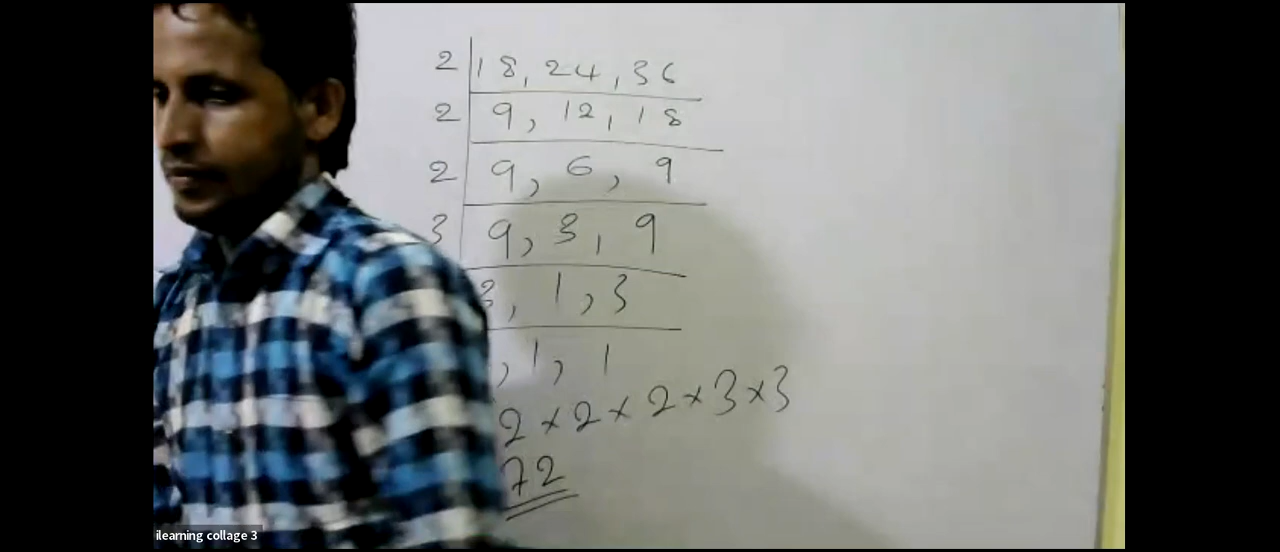 2 | 18, 24, 36
2 | 9, 12, 18
2 | 9, 6, 9
3 | 9, 3, 9
3, 1, 3
, 1, 1
2 × 2 × 2 × 3 × 3
72
ilearning collage 3